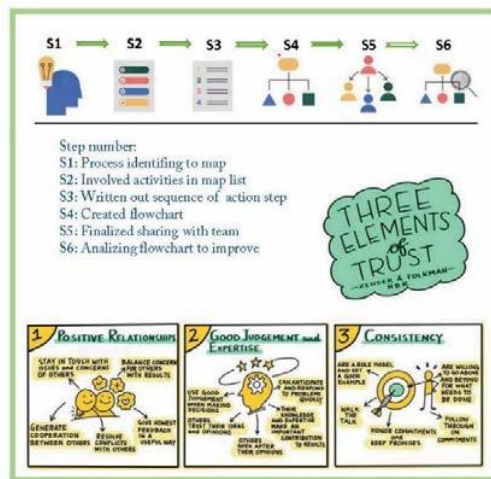 S1 S2 S3 S4 S5 S6
1
2
3
4
Step number:
S1: Process identifing to map
S2: Involved activities in map list
S3: Written out sequence of action step
S4: Created flowchart
S5: Finalized sharing with team
S6: Analizing flowchart to improve
THREE
ELEMENTS
of
TRUST
-ZENGER & FOLKMAN-
HBR
1 POSITIVE RELATIONSHIPS
STAY IN TOUCH WITH
ISSUES and CONCERNS
OF OTHERS
BALANCE CONCERN
FOR OTHERS
WITH RESULTS
GENERATE
COOPERATION
BETWEEN OTHERS
RESOLVE
CONFLICTS
WITH OTHERS
GIVE HONEST
FEEDBACK
IN A
USEFUL WAY
2 GOOD JUDGEMENT and
EXPERTISE
USE GOOD
JUDGEMENT
WHEN MAKING
DECISIONS
CAN ANTICIPATE
AND RESPOND
TO PROBLEMS
QUICKLY
OTHERS
TRUST THEIR IDEAS
and OPINIONS
THEIR
KNOWLEDGE
AND EXPERTISE
MAKE AN
IMPORTANT
CONTRIBUTION
TO RESULTS
OTHERS
SEEK AFTER
THEIR OPINIONS
3 CONSISTENCY
ARE A ROLE MODEL
AND SET
A GOOD
EXAMPLE
ARE WILLING
TO GO ABOVE
AND BEYOND
FOR WHAT
NEEDS TO
BE DONE
WALK
THE
TALK
HONOR COMMITMENTS
and KEEP PROMISES
FOLLOW
THROUGH
ON
COMMITMENTS